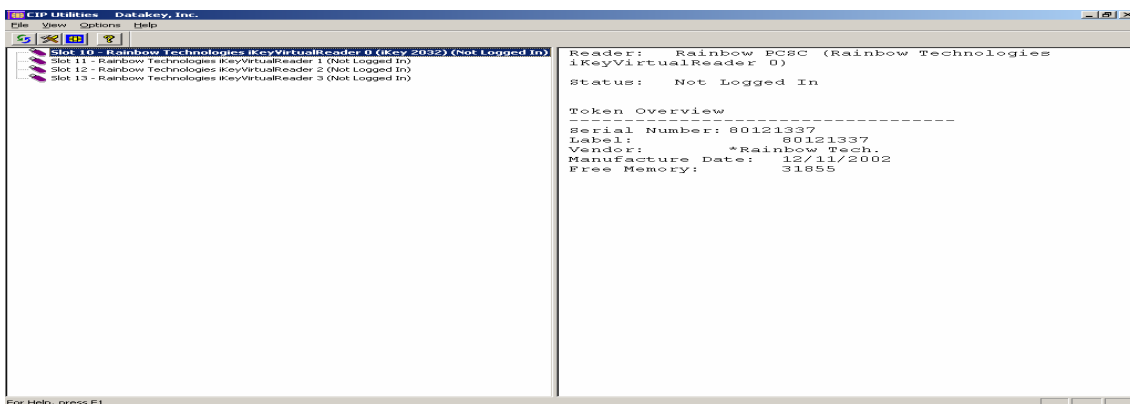 CIP Utilities Datakey, Inc.
File View Options Help
Slot 10 - Rainbow Technologies iKeyVirtualReader 0 (iKey 2032) (Not Logged In)
Slot 11 - Rainbow Technologies iKeyVirtualReader 1 (Not Logged In)
Slot 12 - Rainbow Technologies iKeyVirtualReader 2 (Not Logged In)
Slot 13 - Rainbow Technologies iKeyVirtualReader 3 (Not Logged In)
Reader: Rainbow PCSC (Rainbow Technologies
iKeyVirtualReader 0)
Status: Not Logged In
Token Overview
----------------------------------------
Serial Number: 80121337
Label: 80121337
Vendor: *Rainbow Tech.
Manufacture Date: 12/11/2002
Free Memory: 31855
For Help, press F1